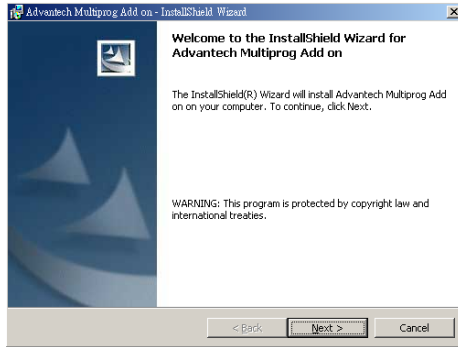 Advantech Multiprog Add on - InstallShield Wizard
Welcome to the InstallShield Wizard for
Advantech Multiprog Add on
The InstallShield(R) Wizard will install Advantech Multiprog Add
on on your computer. To continue, click Next.
WARNING: This program is protected by copyright law and
international treaties.
< Back
Next >
Cancel